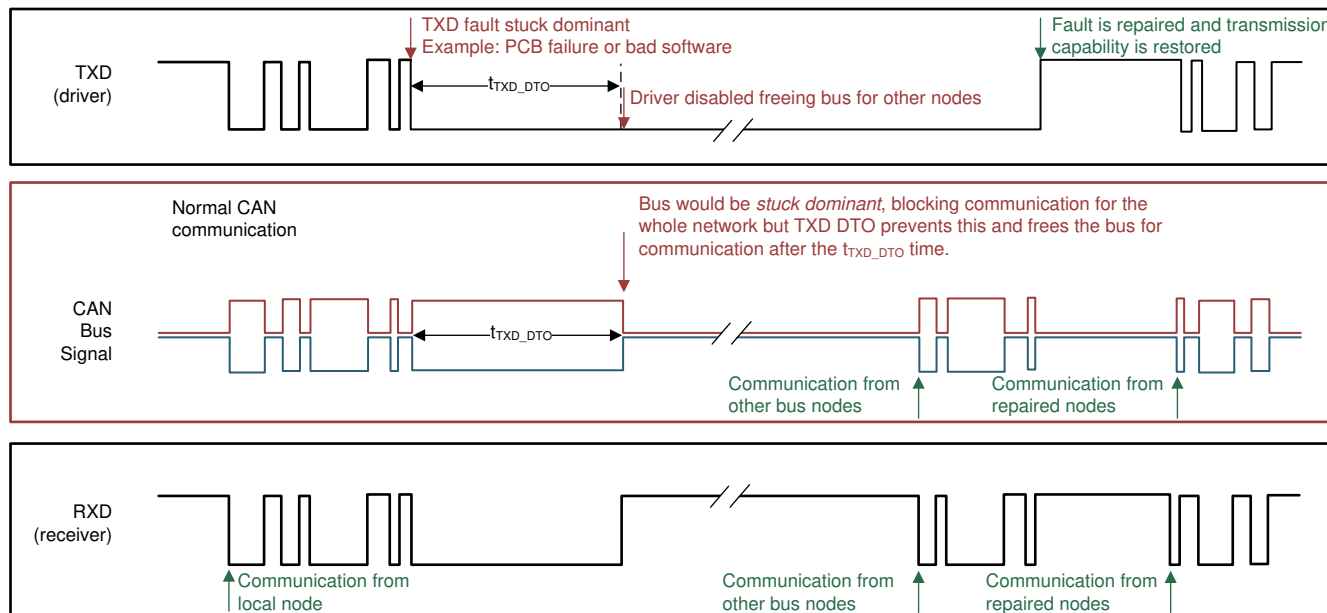 TXD fault stuck dominant
Example: PCB failure or bad software
Fault is repaired and transmission
capability is restored
TXD
(driver)
tTXD_DTO
Driver disabled freeing bus for other nodes
Normal CAN
communication
Bus would be stuck dominant, blocking communication for the
whole network but TXD DTO prevents this and frees the bus for
communication after the tTXD_DTO time.
CAN
Bus
Signal
tTXD_DTO
Communication from
other bus nodes
Communication from
repaired nodes
RXD
(receiver)
Communication from
local node
Communication from
other bus nodes
Communication from
repaired nodes